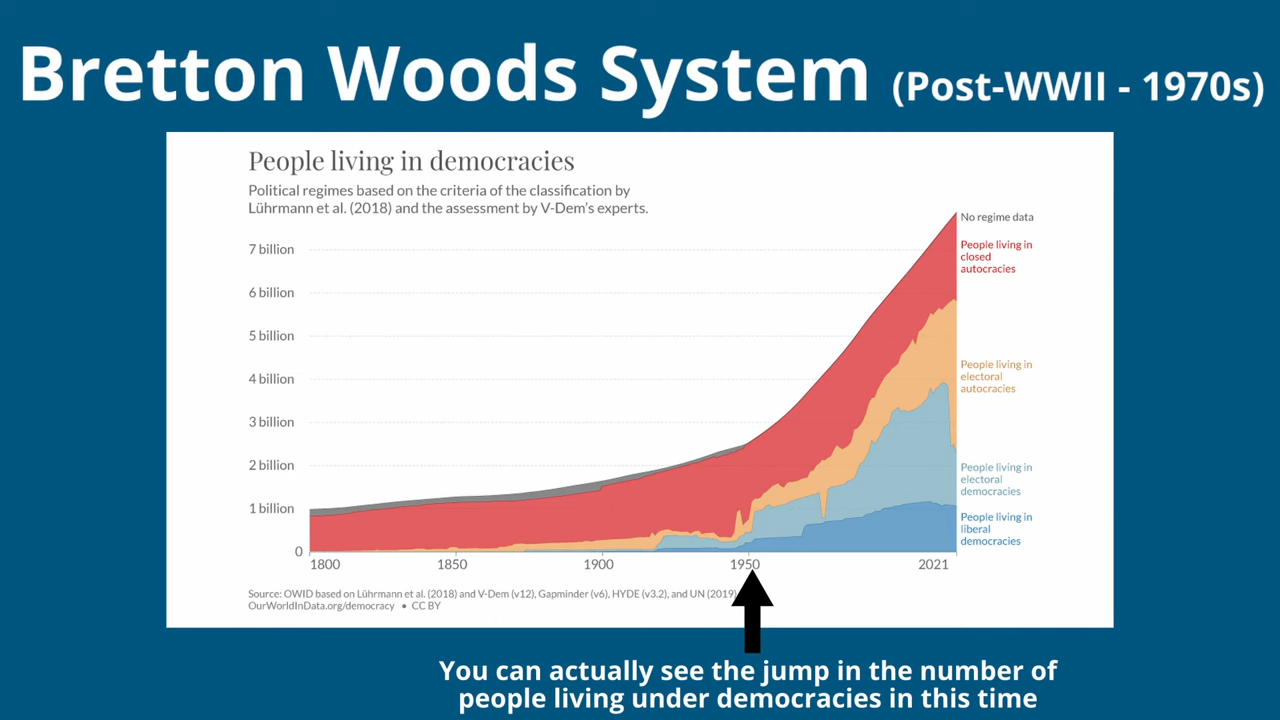 Bretton Woods System (Post-WWII - 1970s)
People living in democracies
Political regimes based on the criteria of the classification by
Lührmann et al. (2018) and the assessment by V-Dem's experts.
No regime data
7 billion
People living in
closed
autocracies
6 billion
5 billion
4 billion
People living in
electoral
autocracies
3 billion
2 billion
People living in
electoral
democracies
1 billion
People living in
liberal
democracies
0
1800
1850
1900
1950
2021
Source: OWID based on Lührmann et al. (2018) and V-Dem (v12), Gapminder (v6), HYDE (v3.2), and UN (2019)
OurWorldInData.org/democracy • CC BY
You can actually see the jump in the number of
people living under democracies in this time